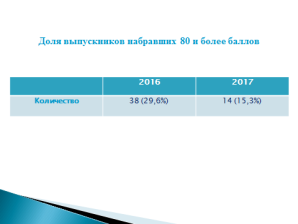 Доля выпускников набравших 80 и более баллов
2016 2017
Количество 38 (29,6%) 14 (15,3%)